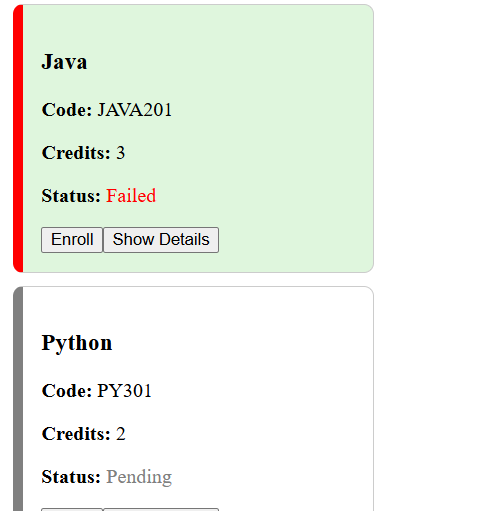 Java
Code: JAVA201
Credits: 3
Status: Failed
Enroll Show Details
Python
Code: PY301
Credits: 2
Status: Pending